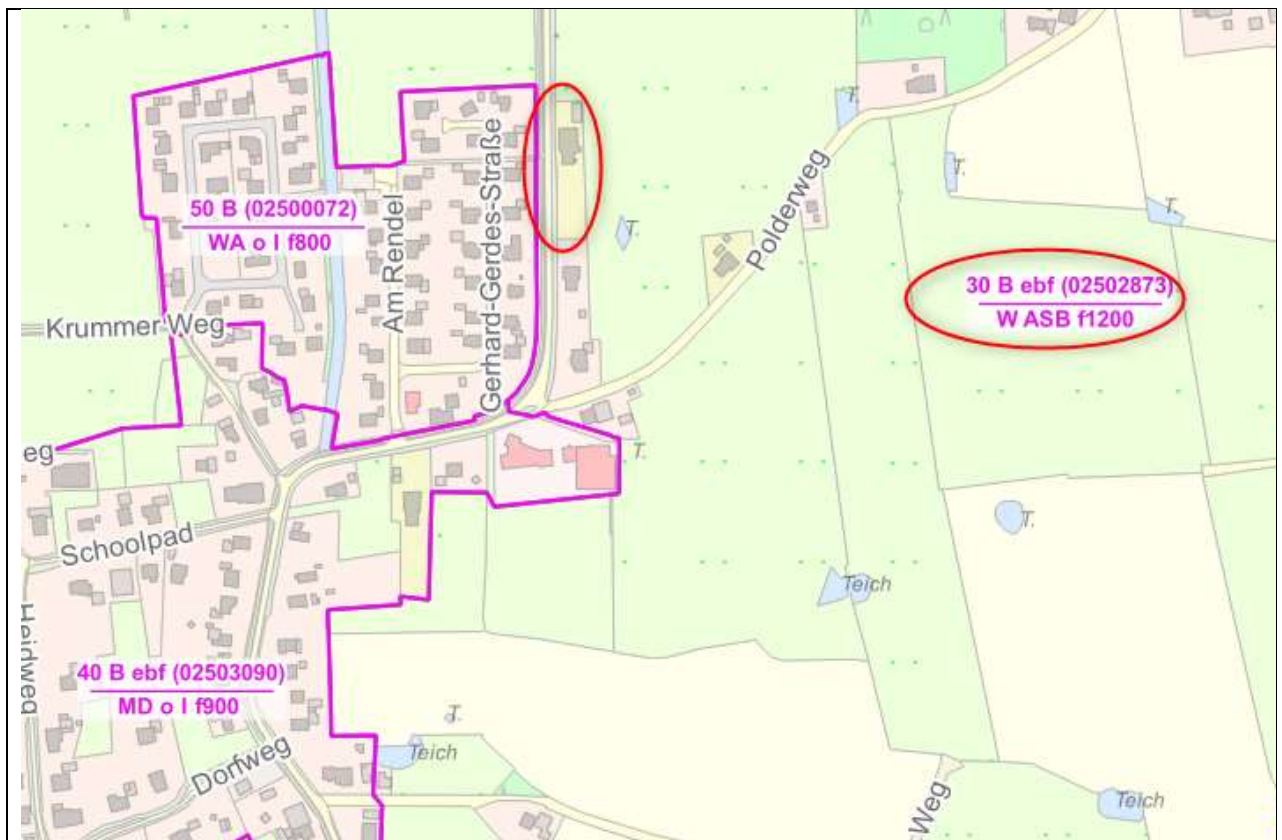 T.
Polderweg
T.
T.
50 B (02500072)
WA o I f800
Am Rendel
Gerhard-Gerdes-Straße
T.
30 B ebf (02502873)
W ASB f1200
Krummer Weg
eg
T.
Schoolpad
T.
Teich
Heidweg
40 B ebf (02503090)
MD o I f900
T.
Dorfweg
Teich
Weg
Teich